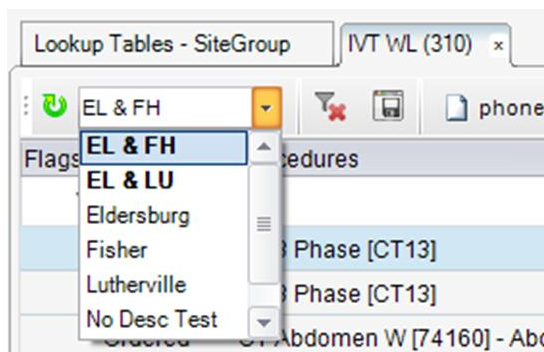 Lookup Tables - SiteGroup IVT WL (310) x
EL & FH phone
Flags cedures
EL & FH
EL & LU
Eldersburg
Fisher 3 Phase [CT13]
Lutherville 3 Phase [CT13]
No Desc Test
Abdomen W [74160] - Abd